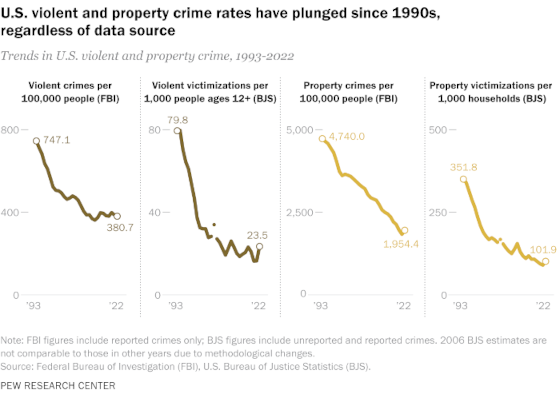 U.S. violent and property crime rates have plunged since 1990s,
regardless of data source
Trends in U.S. violent and property crime, 1993-2022
Violent crimes per
100,000 people (FBI)
Violent victimizations per
1,000 people ages 12+ (BJS)
Property crimes per
100,000 people (FBI)
Property victimizations per
1,000 households (BJS)
800
747.1
400
380.7
0
'93
'22
80
79.8
40
23.5
0
'93
'22
5,000
4,740.0
2,500
1,954.4
0
'93
'22
500
351.8
250
101.9
0
'93
'22
Note: FBI figures include reported crimes only; BJS figures include unreported and reported crimes. 2006 BJS estimates are
not comparable to those in other years due to methodological changes.
Source: Federal Bureau of Investigation (FBI), U.S. Bureau of Justice Statistics (BJS).
PEW RESEARCH CENTER